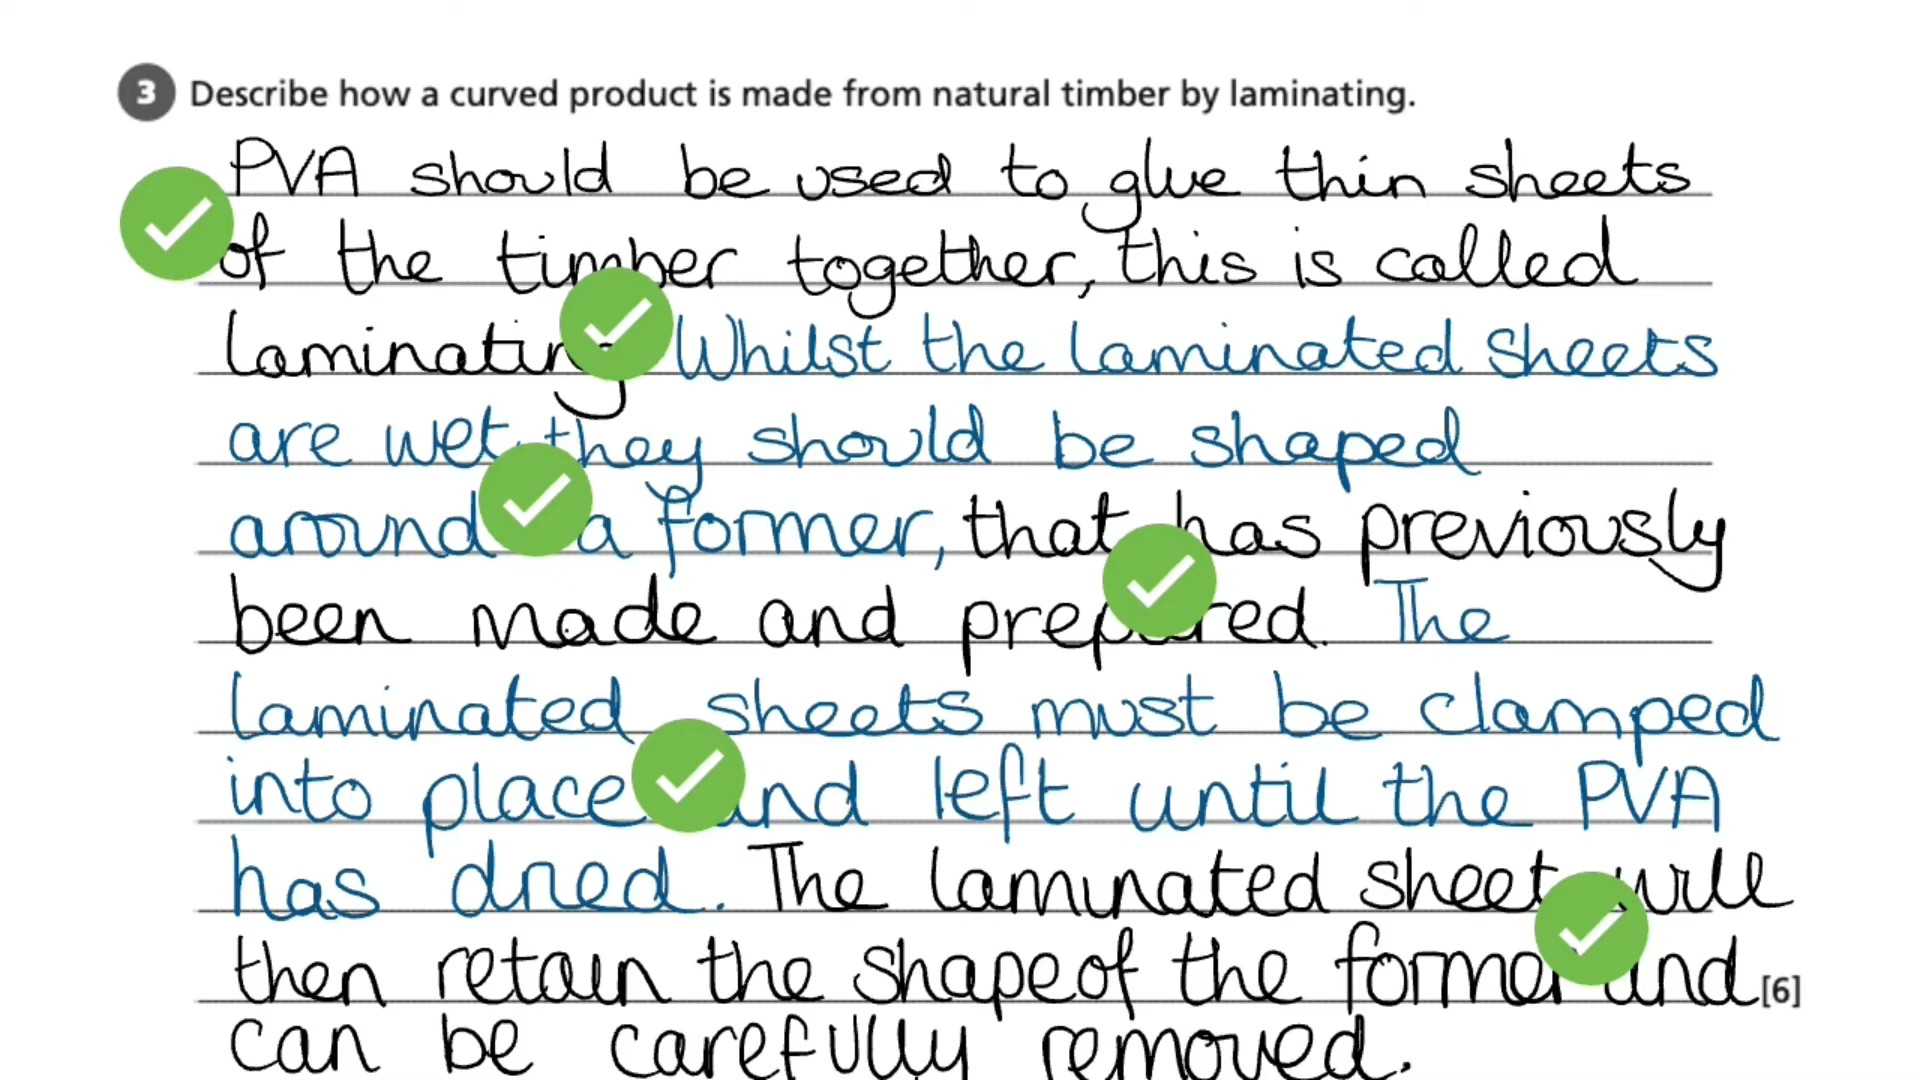 3 Describe how a curved product is made from natural timber by laminating.
PVA should be used to glue thin sheets
of the timber together, this is called
laminating Whilst the laminated sheets
are wet, they should be shaped
around a former, that has previously
been made and prepared. The
laminated sheets must be clamped
into place and left until the PVA
has dried. The laminated sheet will
then retain the shape of the former and [6]
can be carefully removed.